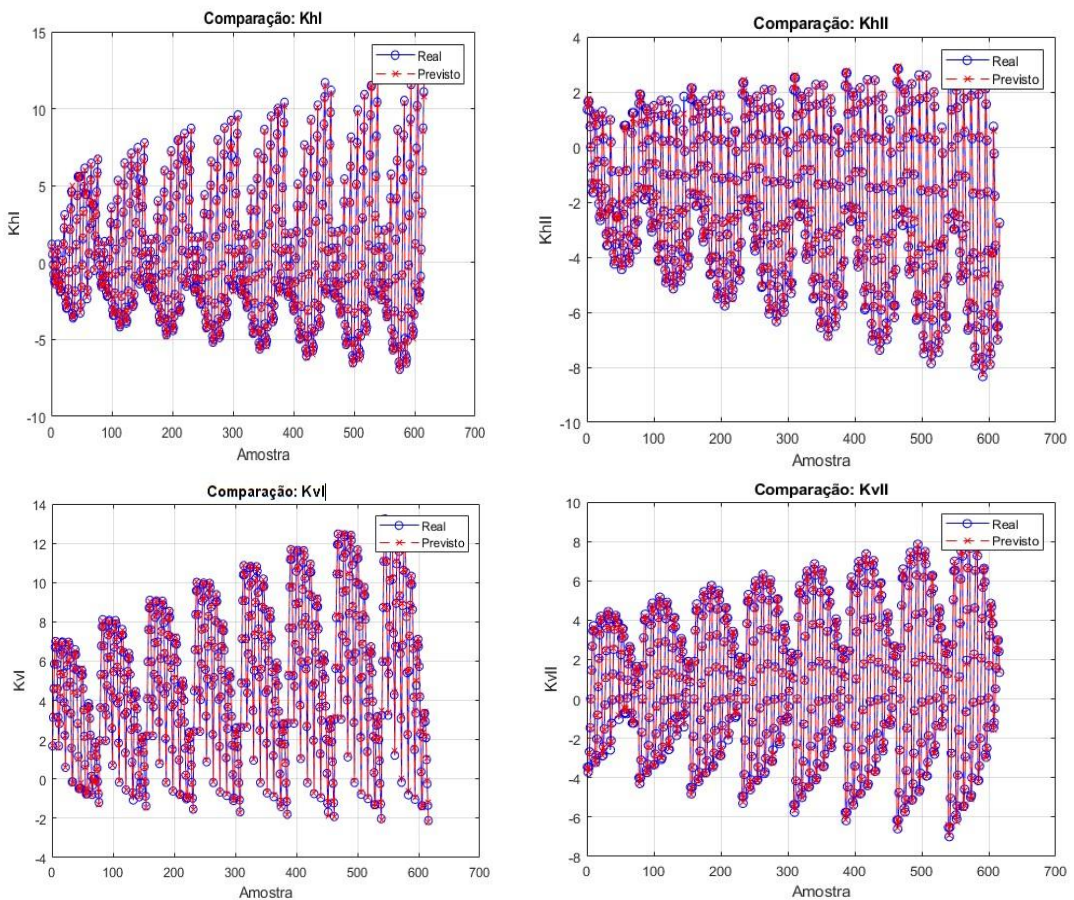 Comparação: KhI
Real
Previsto
15
10
5
0
-5
-10
KhI
0 100 200 300 400 500 600 700
Amostra
Comparação: KhII
Real
Previsto
4
2
0
-2
-4
-6
-8
-10
KhII
0 100 200 300 400 500 600 700
Amostra
Comparação: KvI
Real
Previsto
14
12
10
8
6
4
2
0
-2
-4
KvI
0 100 200 300 400 500 600 700
Amostra
Comparação: KvII
Real
Previsto
10
8
6
4
2
0
-2
-4
-6
-8
KvII
0 100 200 300 400 500 600 700
Amostra